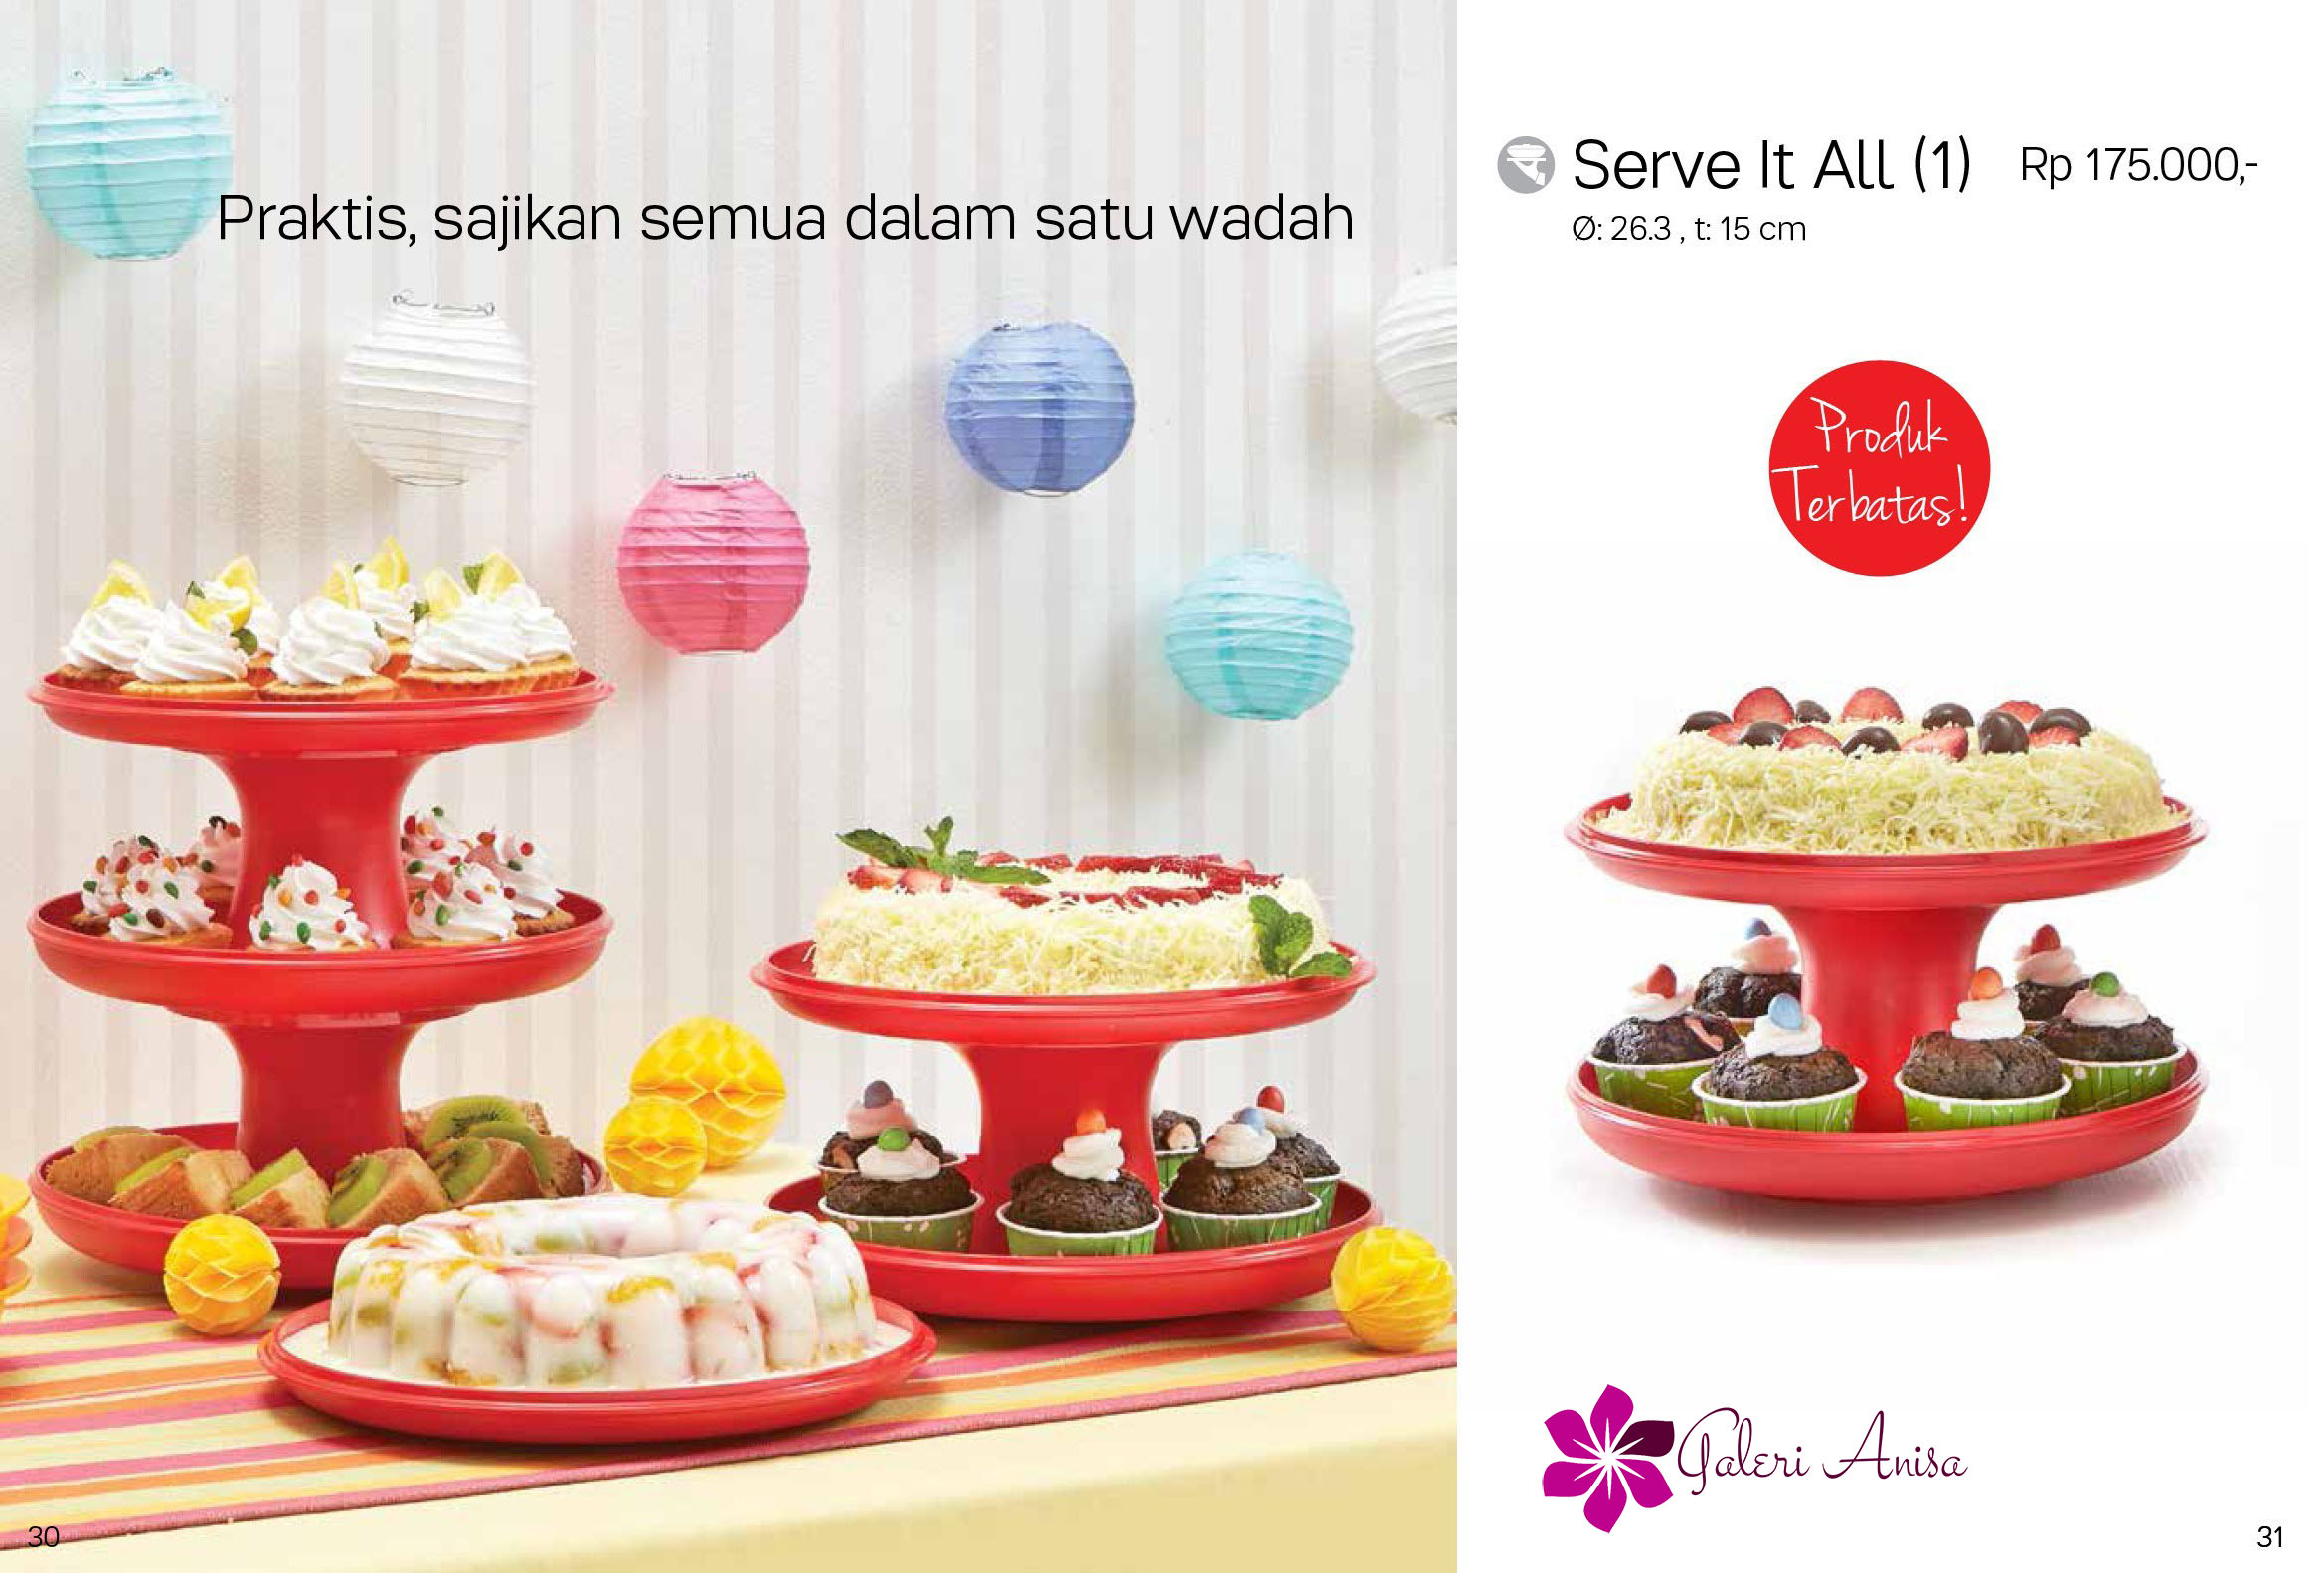 Praktis, sajikan semua dalam satu wadah
30
Serve It All (1) Rp 175.000,-
Ø: 26.3 , t: 15 cm
Produk
Terbatas!
Galeri Anisa
31